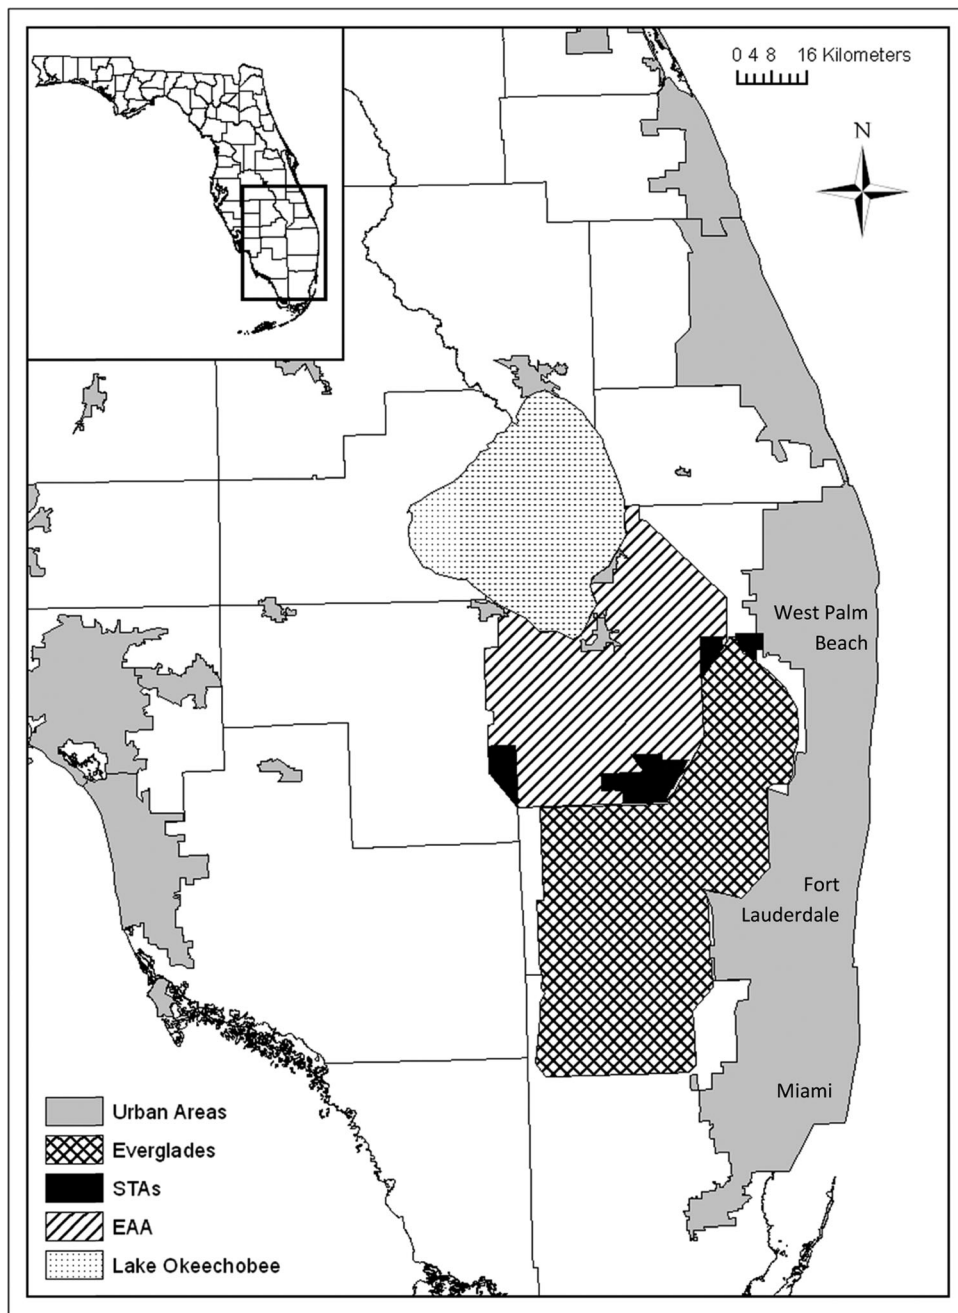 0 4 8 16 Kilometers
N
West Palm
Beach
Fort
Lauderdale
Miami
Urban Areas
Everglades
STAs
EAA
Lake Okeechobee